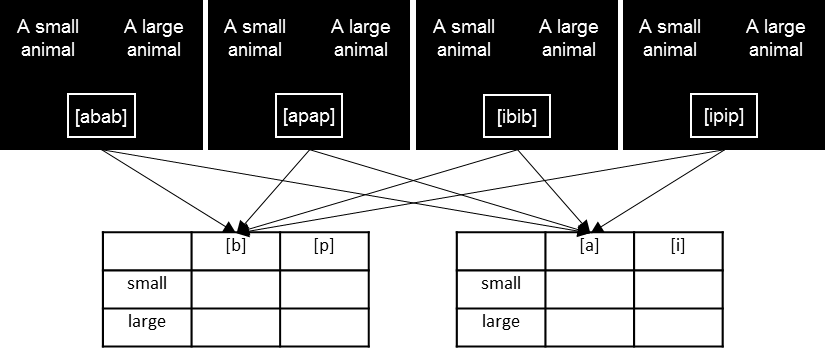 A small animal A large animal
[abab]
A small animal A large animal
[apap]
A small animal A large animal
[ibib]
A small animal A large animal
[ipip]
[b] [p]
small
large
[a] [i]
small
large